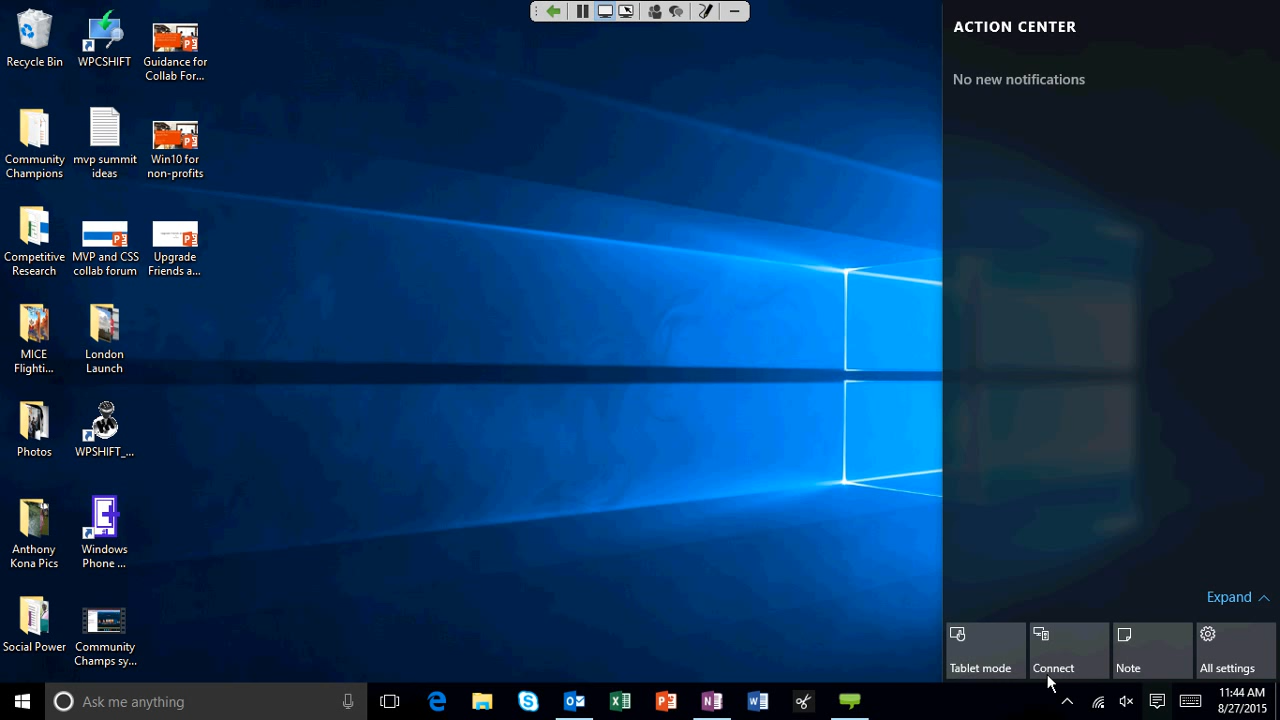 Recycle Bin
WPCSHIFT
Guidance for
Collab For...
Community
Champions
mvp summit
ideas
Win10 for
non-profits
Competitive
Research
MVP and CSS
collab forum
Upgrade
Friends a...
MICE
Flighti...
London
Launch
Photos
WPSHIFT_...
Anthony
Kona Pics
Windows
Phone ...
Social Power
Community
Champs sy...
ACTION CENTER
No new notifications
Expand
Tablet mode
Connect
Note
All settings
Ask me anything
11:44 AM
8/27/2015